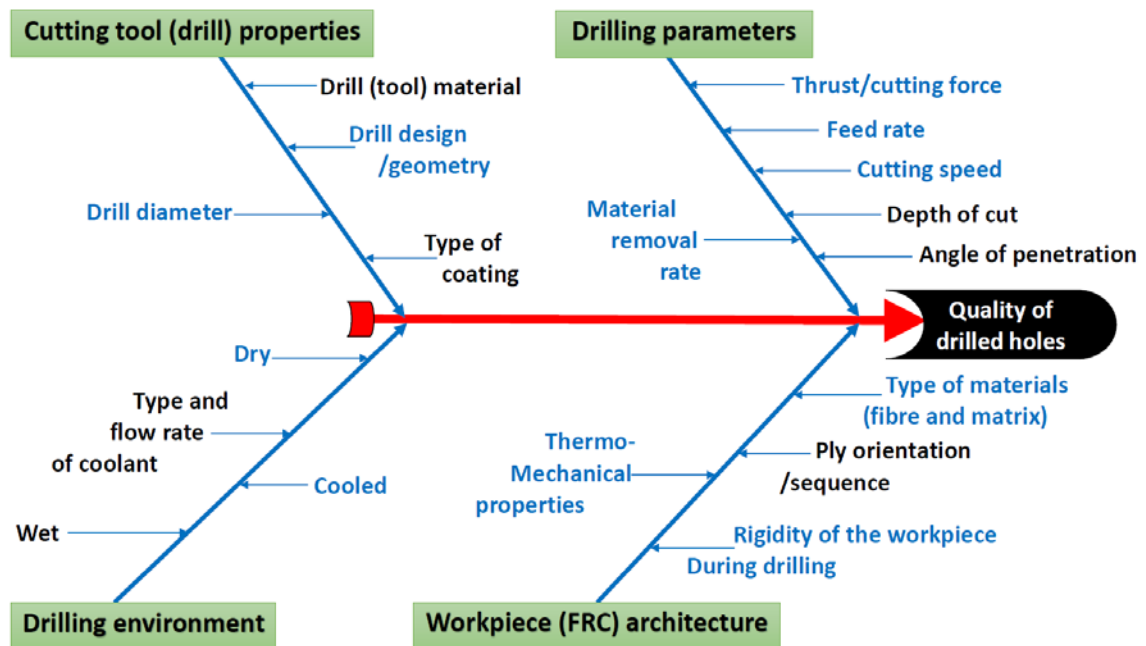 Cutting tool (drill) properties
Drilling parameters
Drill (tool) material
Drill design
/geometry
Drill diameter
Type of
coating
Thrust/cutting force
Feed rate
Cutting speed
Depth of cut
Material
removal
rate
Angle of penetration
Quality of
drilled holes
Dry
Type and
flow rate
of coolant
Cooled
Wet
Drilling environment
Type of materials
(fibre and matrix)
Thermo-
Mechanical
properties
Ply orientation
/sequence
Rigidity of the workpiece
During drilling
Workpiece (FRC) architecture